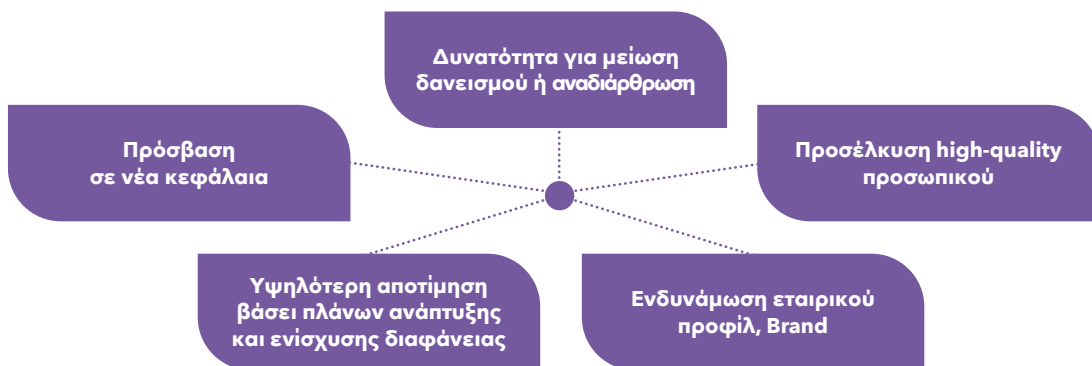 Δυνατότητα για μείωση
δανεισμού ή αναδιάρθρωση
Πρόσβαση
σε νέα κεφάλαια
Προσέλκυση high-quality
προσωπικού
Υψηλότερη αποτίμηση
βάσει πλάνων ανάπτυξης
και ενίσχυσης διαφάνειας
Ενδυνάμωση εταιρικού
προφίλ, Brand